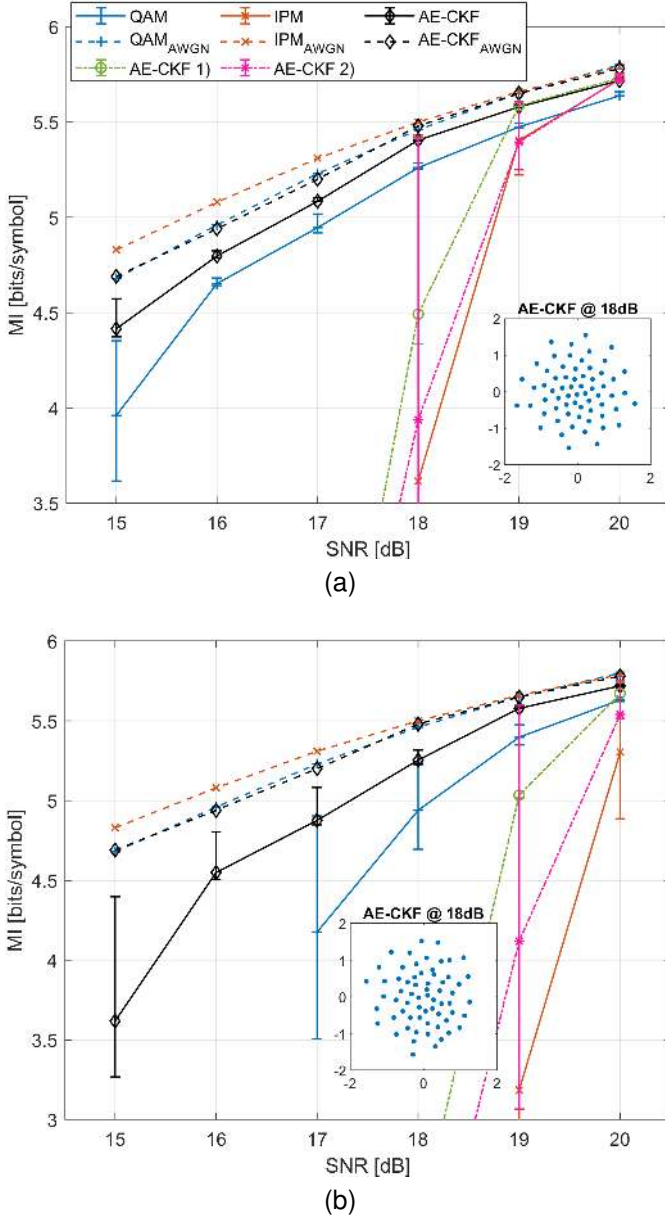 QAM IPM AE-CKF
QAM_AWGN IPM_AWGN AE-CKF_AWGN
AE-CKF 1) AE-CKF 2)
6
5.5
5
4.5
4
3.5
MI [bits/symbol]
AE-CKF @ 18dB
2
1
0
-1
-2
-2 0 2
15 16 17 18 19 20
SNR [dB]
(a)
6
5.5
5
4.5
4
3.5
3
MI [bits/symbol]
AE-CKF @ 18dB
2
1
0
-1
-2
-2 0 2
15 16 17 18 19 20
SNR [dB]
(b)